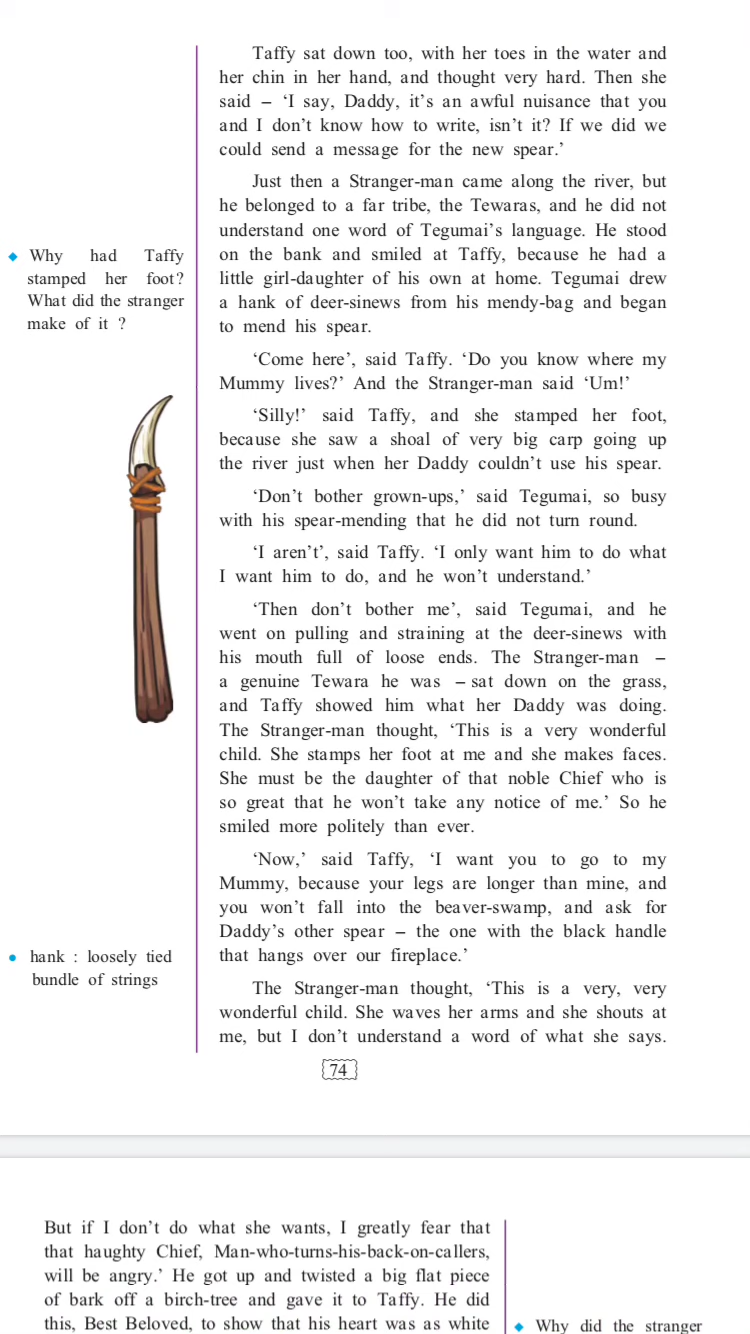 Taffy sat down too, with her toes in the water and
her chin in her hand, and thought very hard. Then she
said – ‘I say, Daddy, it’s an awful nuisance that you
and I don’t know how to write, isn’t it? If we did we
could send a message for the new spear.’
Just then a Stranger-man came along the river, but
he belonged to a far tribe, the Tewaras, and he did not
understand one word of Tegumai’s language. He stood
on the bank and smiled at Taffy, because he had a
little girl-daughter of his own at home. Tegumai drew
a hank of deer-sinews from his mendy-bag and began
to mend his spear.
◆ Why had Taffy
stamped her foot?
What did the stranger
make of it ?
‘Come here’, said Taffy. ‘Do you know where my
Mummy lives?’ And the Stranger-man said ‘Um!’
‘Silly!’ said Taffy, and she stamped her foot,
because she saw a shoal of very big carp going up
the river just when her Daddy couldn’t use his spear.
‘Don’t bother grown-ups,’ said Tegumai, so busy
with his spear-mending that he did not turn round.
‘I aren’t’, said Taffy. ‘I only want him to do what
I want him to do, and he won’t understand.’
‘Then don’t bother me’, said Tegumai, and he
went on pulling and straining at the deer-sinews with
his mouth full of loose ends. The Stranger-man –
a genuine Tewara he was – sat down on the grass,
and Taffy showed him what her Daddy was doing.
The Stranger-man thought, ‘This is a very wonderful
child. She stamps her foot at me and she makes faces.
She must be the daughter of that noble Chief who is
so great that he won’t take any notice of me.’ So he
smiled more politely than ever.
‘Now,’ said Taffy, ‘I want you to go to my
Mummy, because your legs are longer than mine, and
you won’t fall into the beaver-swamp, and ask for
Daddy’s other spear – the one with the black handle
that hangs over our fireplace.’
● hank : loosely tied
bundle of strings
The Stranger-man thought, ‘This is a very, very
wonderful child. She waves her arms and she shouts at
me, but I don’t understand a word of what she says.
74
But if I don’t do what she wants, I greatly fear that
that haughty Chief, Man-who-turns-his-back-on-callers,
will be angry.’ He got up and twisted a big flat piece
of bark off a birch-tree and gave it to Taffy. He did
this, Best Beloved, to show that his heart was as white
◆ Why did the stranger